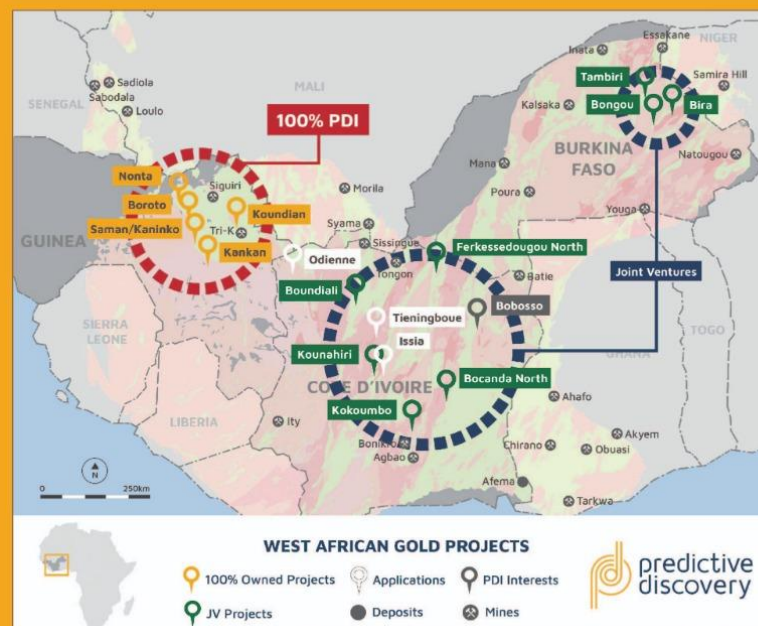 Essakane
NIGER
Inata
Tambiri
Samira Hill
Sadiola
Sabodala
SENEGAL
Loulo
MALI
Kalsaka
Bongou
Bira
100% PDI
BURKINA
FASO
Natougou
Mana
Nonta
Siguiri
Morila
Poura
Boroto
Koundian
Youga
Saman/Kaninko
Tri-K
Syama
GUINEA
Kankan
Sissingue
Ferkessedougou North
Odienne
Tongon
Batie
Joint Ventures
Boundiali
Bobosso
Tieningboue
SIERRA
LEONE
Issia
TOGO
GHANA
Kounahiri
Bocanda North
COTE D'IVOIRE
Ahafo
LIBERIA
Kokoumbo
Ity
Akyem
Bonikro
Chirano
Obuasi
Agbao
N
0
250km
Afema
Tarkwa
WEST AFRICAN GOLD PROJECTS
100% Owned Projects
Applications
PDI Interests
JV Projects
Deposits
Mines
predictive
discovery